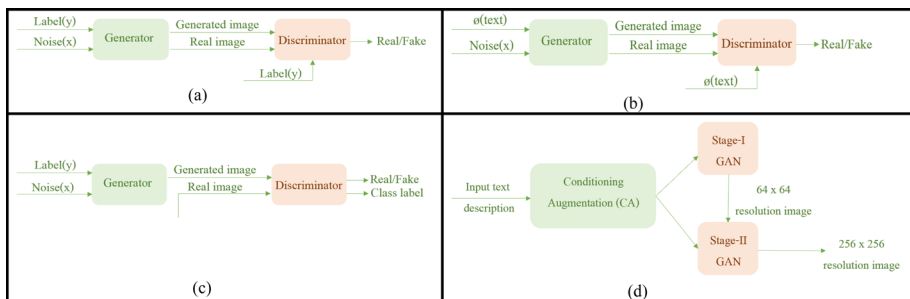 Label(y)
Noise(x)
Generator
Generated image
Real image
Discriminator
Real/Fake
Label(y)
(a)
ø(text)
Noise(x)
Generator
Generated image
Real image
Discriminator
Real/Fake
ø(text)
(b)
Label(y)
Noise(x)
Generator
Generated image
Real image
Discriminator
Real/Fake
Class label
(c)
Input text
description
Conditioning
Augmentation (CA)
Stage-I
GAN
64 x 64
resolution image
Stage-II
GAN
256 x 256
resolution image
(d)